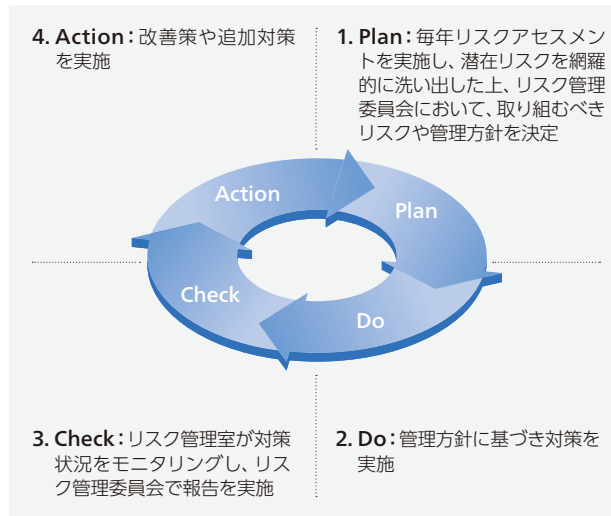 4. Action：改善策や追加対策
を実施
1. Plan：毎年リスクアセスメン
トを実施し、潜在リスクを網羅
的に洗い出した上、リスク管理
委員会において、取り組むべき
リスクや管理方針を決定
Action
Plan
Check
Do
3. Check：リスク管理室が対策
状況をモニタリングし、リス
ク管理委員会で報告を実施
2. Do：管理方針に基づき対策を
実施